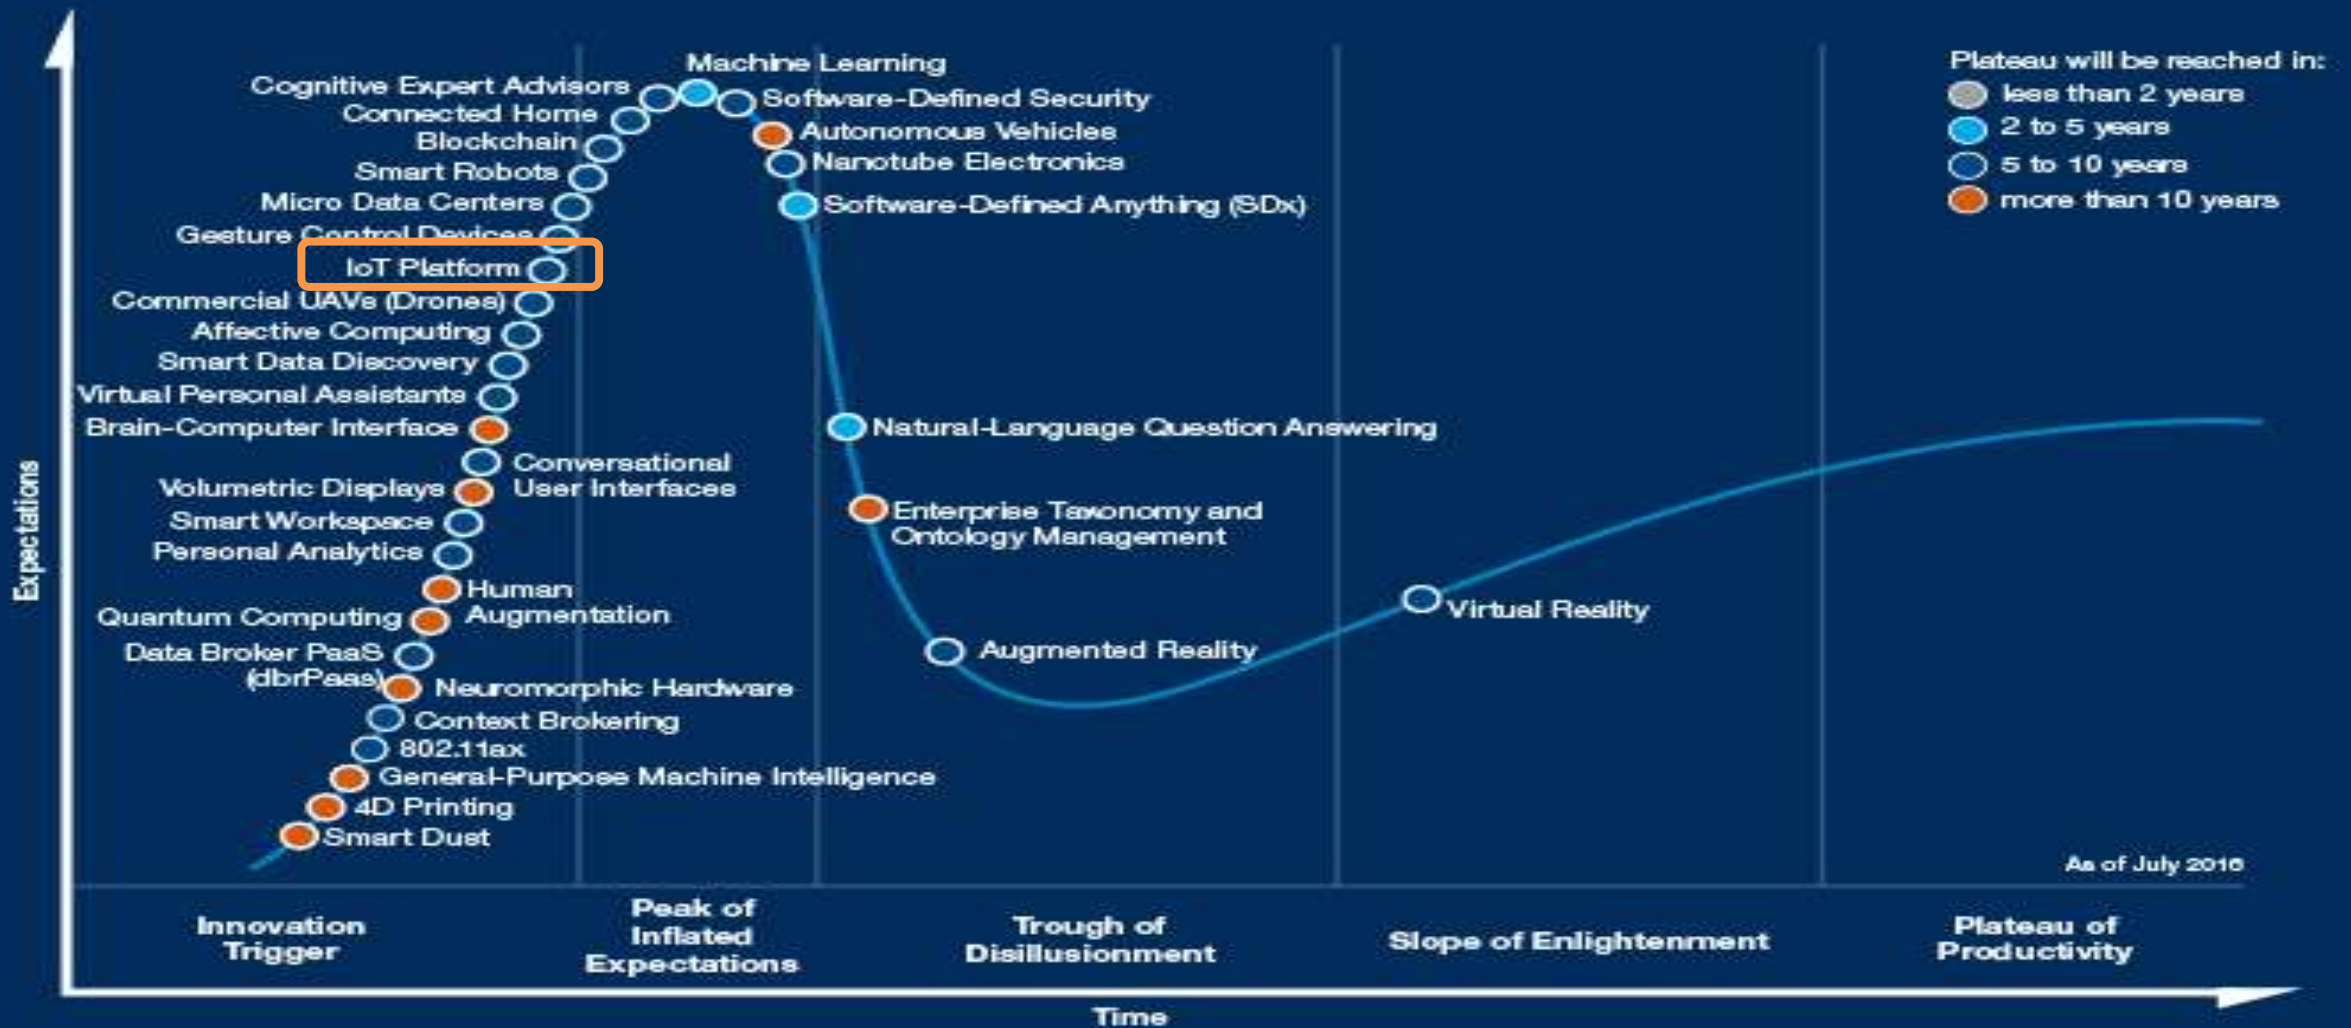 Machine Learning
Cognitive Expert Advisors
Software-Defined Security
Connected Home
Autonomous Vehicles
Blockchain
Nanotube Electronics
Smart Robots
Micro Data Centers
Software-Defined Anything (SDx)
Gesture Control Devices
IoT Platform
Commercial UAVs (Drones)
Affective Computing
Smart Data Discovery
Virtual Personal Assistants
Brain-Computer Interface
Natural-Language Question Answering
Conversational
User Interfaces
Volumetric Displays
Smart Workspace
Enterprise Taxonomy and
Ontology Management
Personal Analytics
Human
Augmentation
Quantum Computing
Virtual Reality
Data Broker PaaS
(dbrPaas)
Augmented Reality
Neuromorphic Hardware
Context Brokering
802.11ax
General-Purpose Machine Intelligence
4D Printing
Smart Dust
Plateau will be reached in:
less than 2 years
2 to 5 years
5 to 10 years
more than 10 years
As of July 2016
Expectations
Innovation
Trigger
Peak of
Inflated
Expectations
Trough of
Disillusionment
Slope of Enlightenment
Plateau of
Productivity
Time